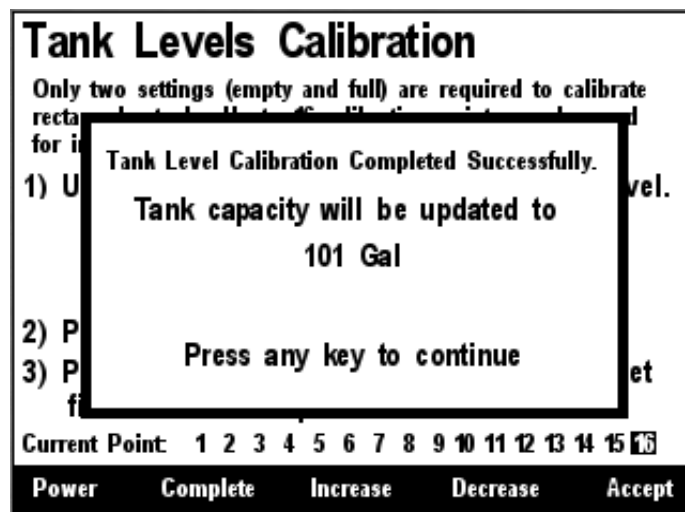 Tank Levels Calibration
Only two settings (empty and full) are required to calibrate
for
Tank Level Calibration Completed Successfully.
1) vel.
Tank capacity will be updated to
101 Gal
2) P
Press any key to continue
3) P et
Current Point: 1 2 3 4 5 6 7 8 9 10 11 12 13 14 15 16
Power Complete Increase Decrease Accept